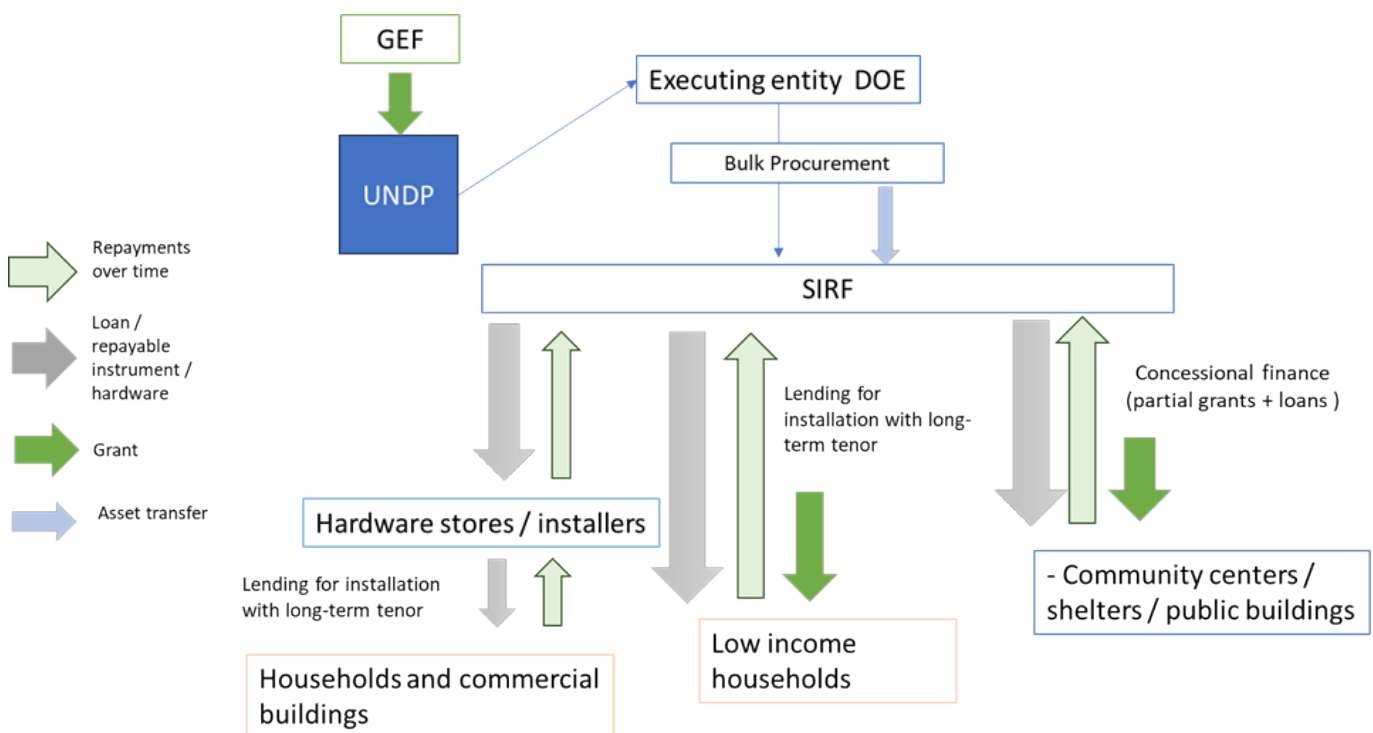 GEF
Executing entity  DOE
Bulk Procurement
UNDP
Repayments
over time
SIRF
Loan /
repayable
instrument /
hardware
Grant
Asset transfer
Lending for
installation with long-
term tenor
Concessional finance
(partial grants + loans )
Hardware stores / installers
Lending for installation
with long-term tenor
- Community centers /
shelters / public buildings
Low income
households
Households and commercial
buildings